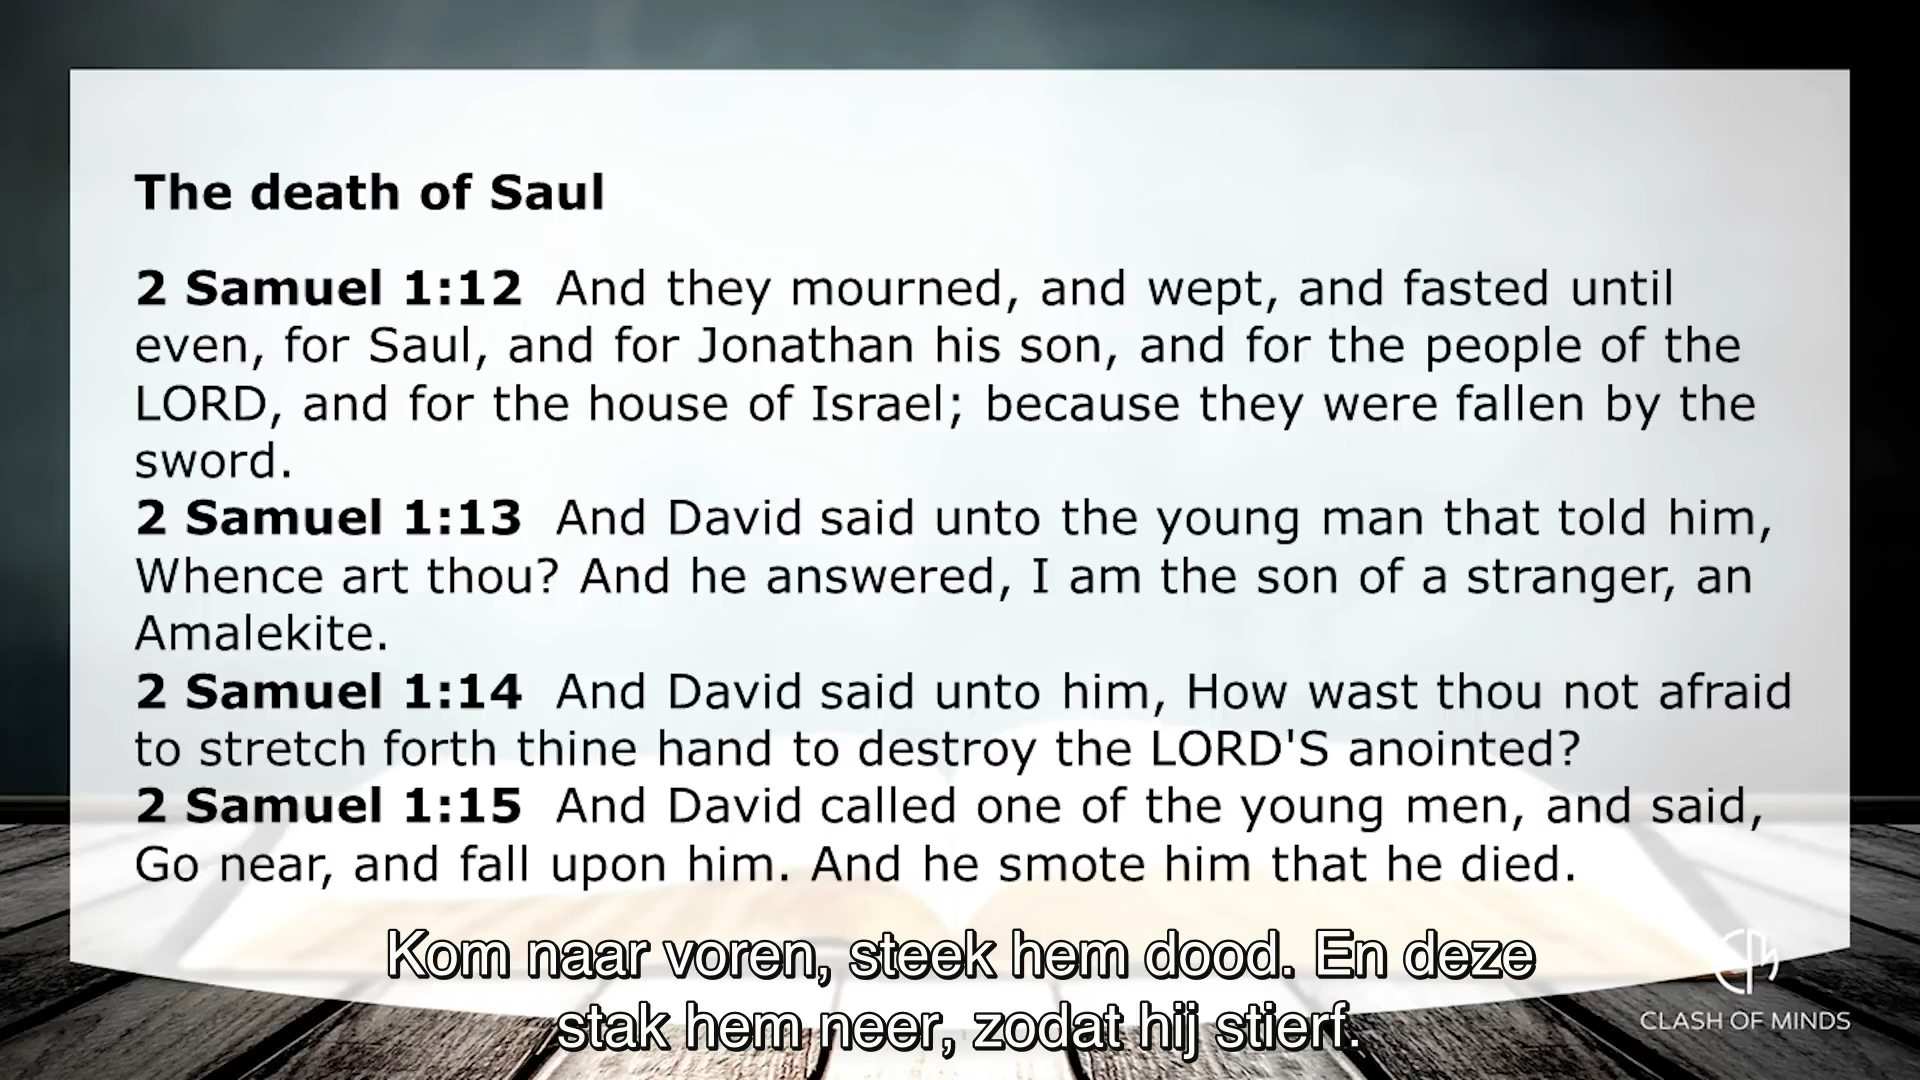 The death of Saul
2 Samuel 1:12 And they mourned, and wept, and fasted until
even, for Saul, and for Jonathan his son, and for the people of the
LORD, and for the house of Israel; because they were fallen by the
sword.
2 Samuel 1:13 And David said unto the young man that told him,
Whence art thou? And he answered, I am the son of a stranger, an
Amalekite.
2 Samuel 1:14 And David said unto him, How wast thou not afraid
to stretch forth thine hand to destroy the LORD'S anointed?
2 Samuel 1:15 And David called one of the young men, and said,
Go near, and fall upon him. And he smote him that he died.
Kom naar voren, steek hem dood. En deze
stak hem neer, zodat hij stierf.
CLASH OF MINDS